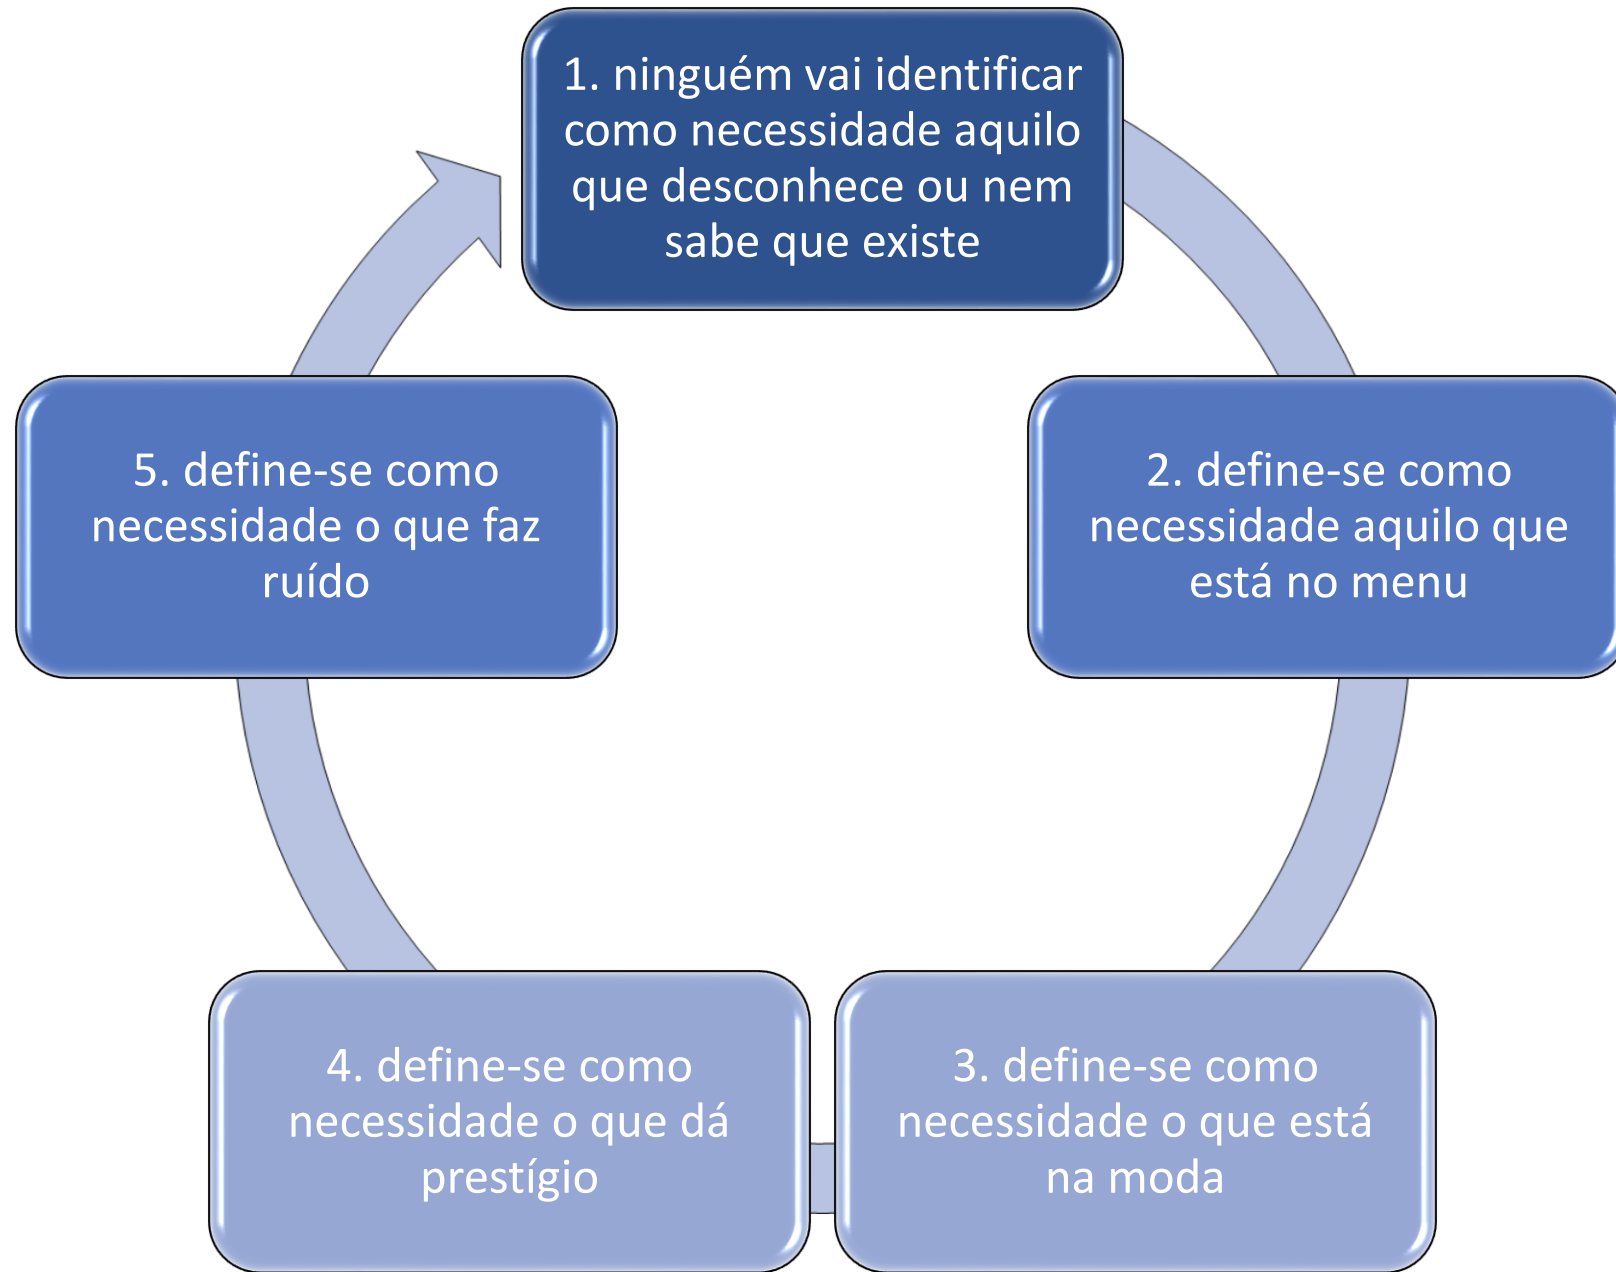 1. ninguém vai identificar
como necessidade aquilo
que desconhece ou nem
sabe que existe
2. define-se como
necessidade aquilo que
está no menu
3. define-se como
necessidade o que está
na moda
4. define-se como
necessidade o que dá
prestígio
5. define-se como
necessidade o que faz
ruído